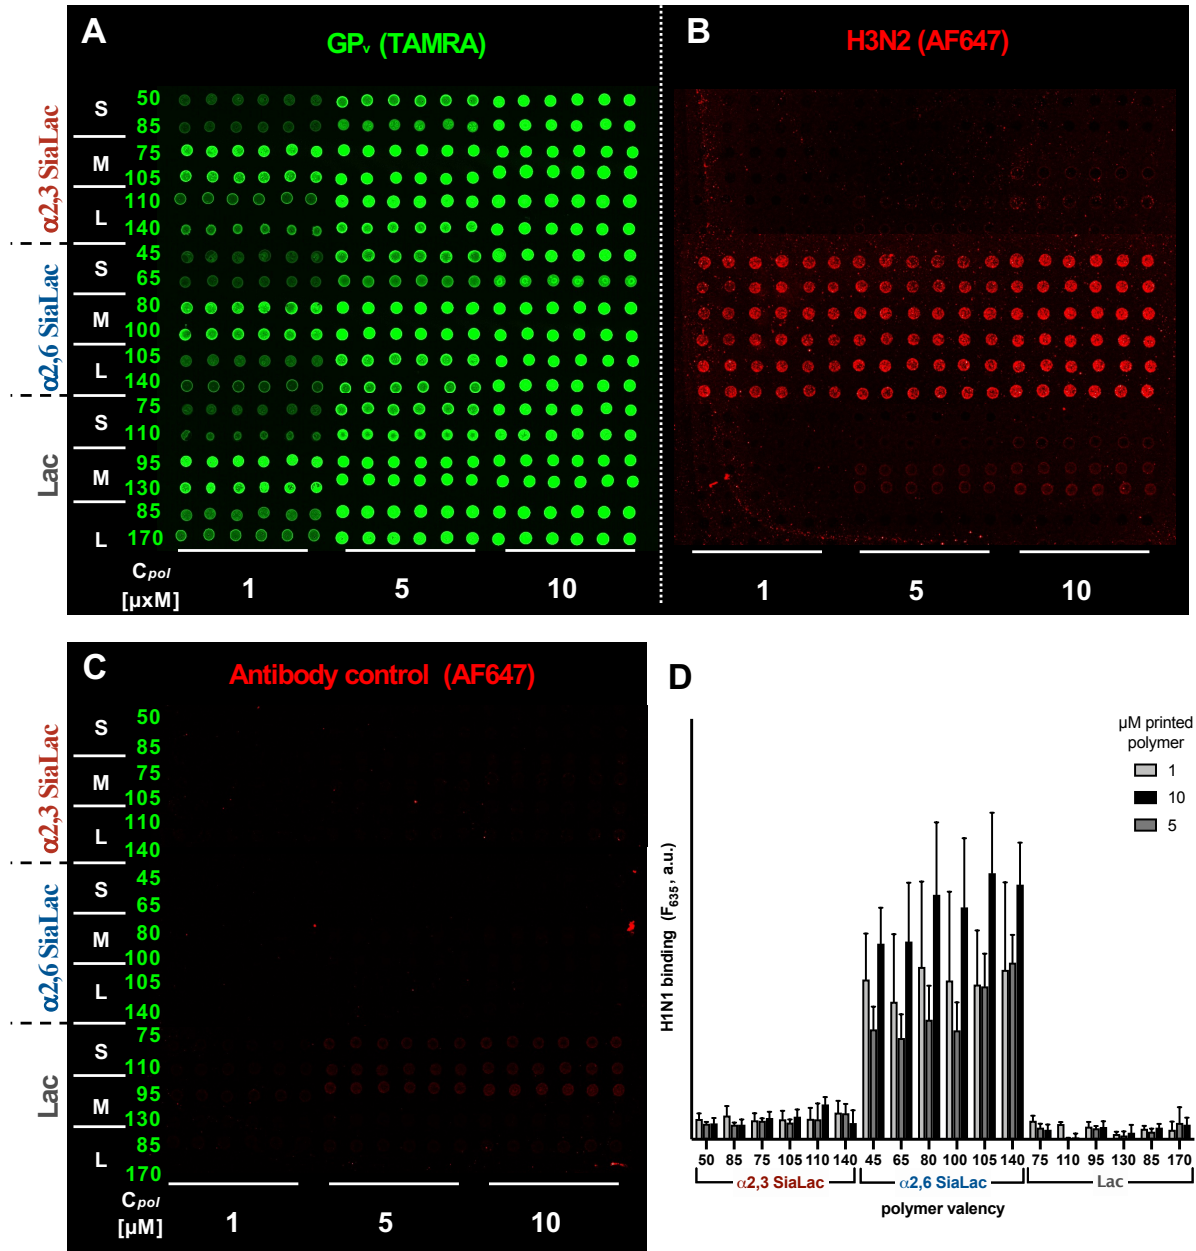 A
GPv (TAMRA)
α2,3 SiaLac
α2,6 SiaLac
Lac
S
M
L
S
M
L
S
M
L
50
85
75
105
110
140
45
65
80
100
105
140
75
110
95
130
85
170
Cpol
[µxM]
1
5
10
B
H3N2 (AF647)
1
5
10
C
Antibody control (AF647)
α2,3 SiaLac
α2,6 SiaLac
Lac
S
M
L
S
M
L
S
M
L
50
85
75
105
110
140
45
65
80
100
105
140
75
110
95
130
85
170
Cpol
[µM]
1
5
10
D
µM printed
polymer
1
10
5
H1N1 binding (F635, a.u.)
50 85 75 105 110 140 45 65 80 100 105 140 75 110 95 130 85 170
α2,3 SiaLac α2,6 SiaLac Lac
polymer valency